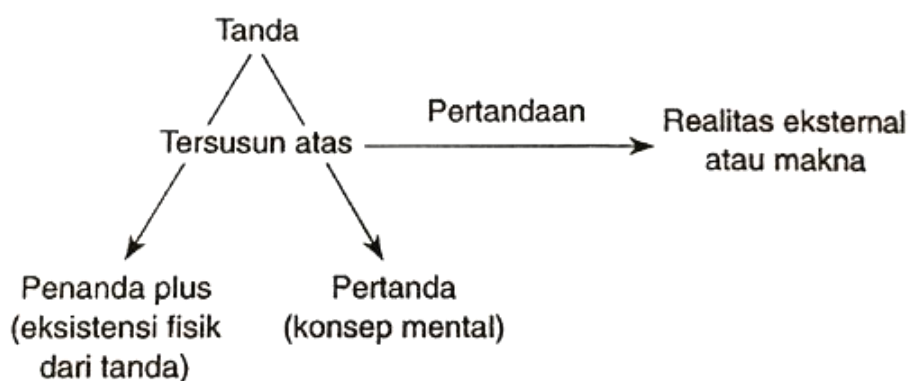 Tanda
Tersusun atas
Pertandaan
Realitas eksternal
atau makna
Penanda plus
(eksistensi fisik
dari tanda)
Pertanda
(konsep mental)